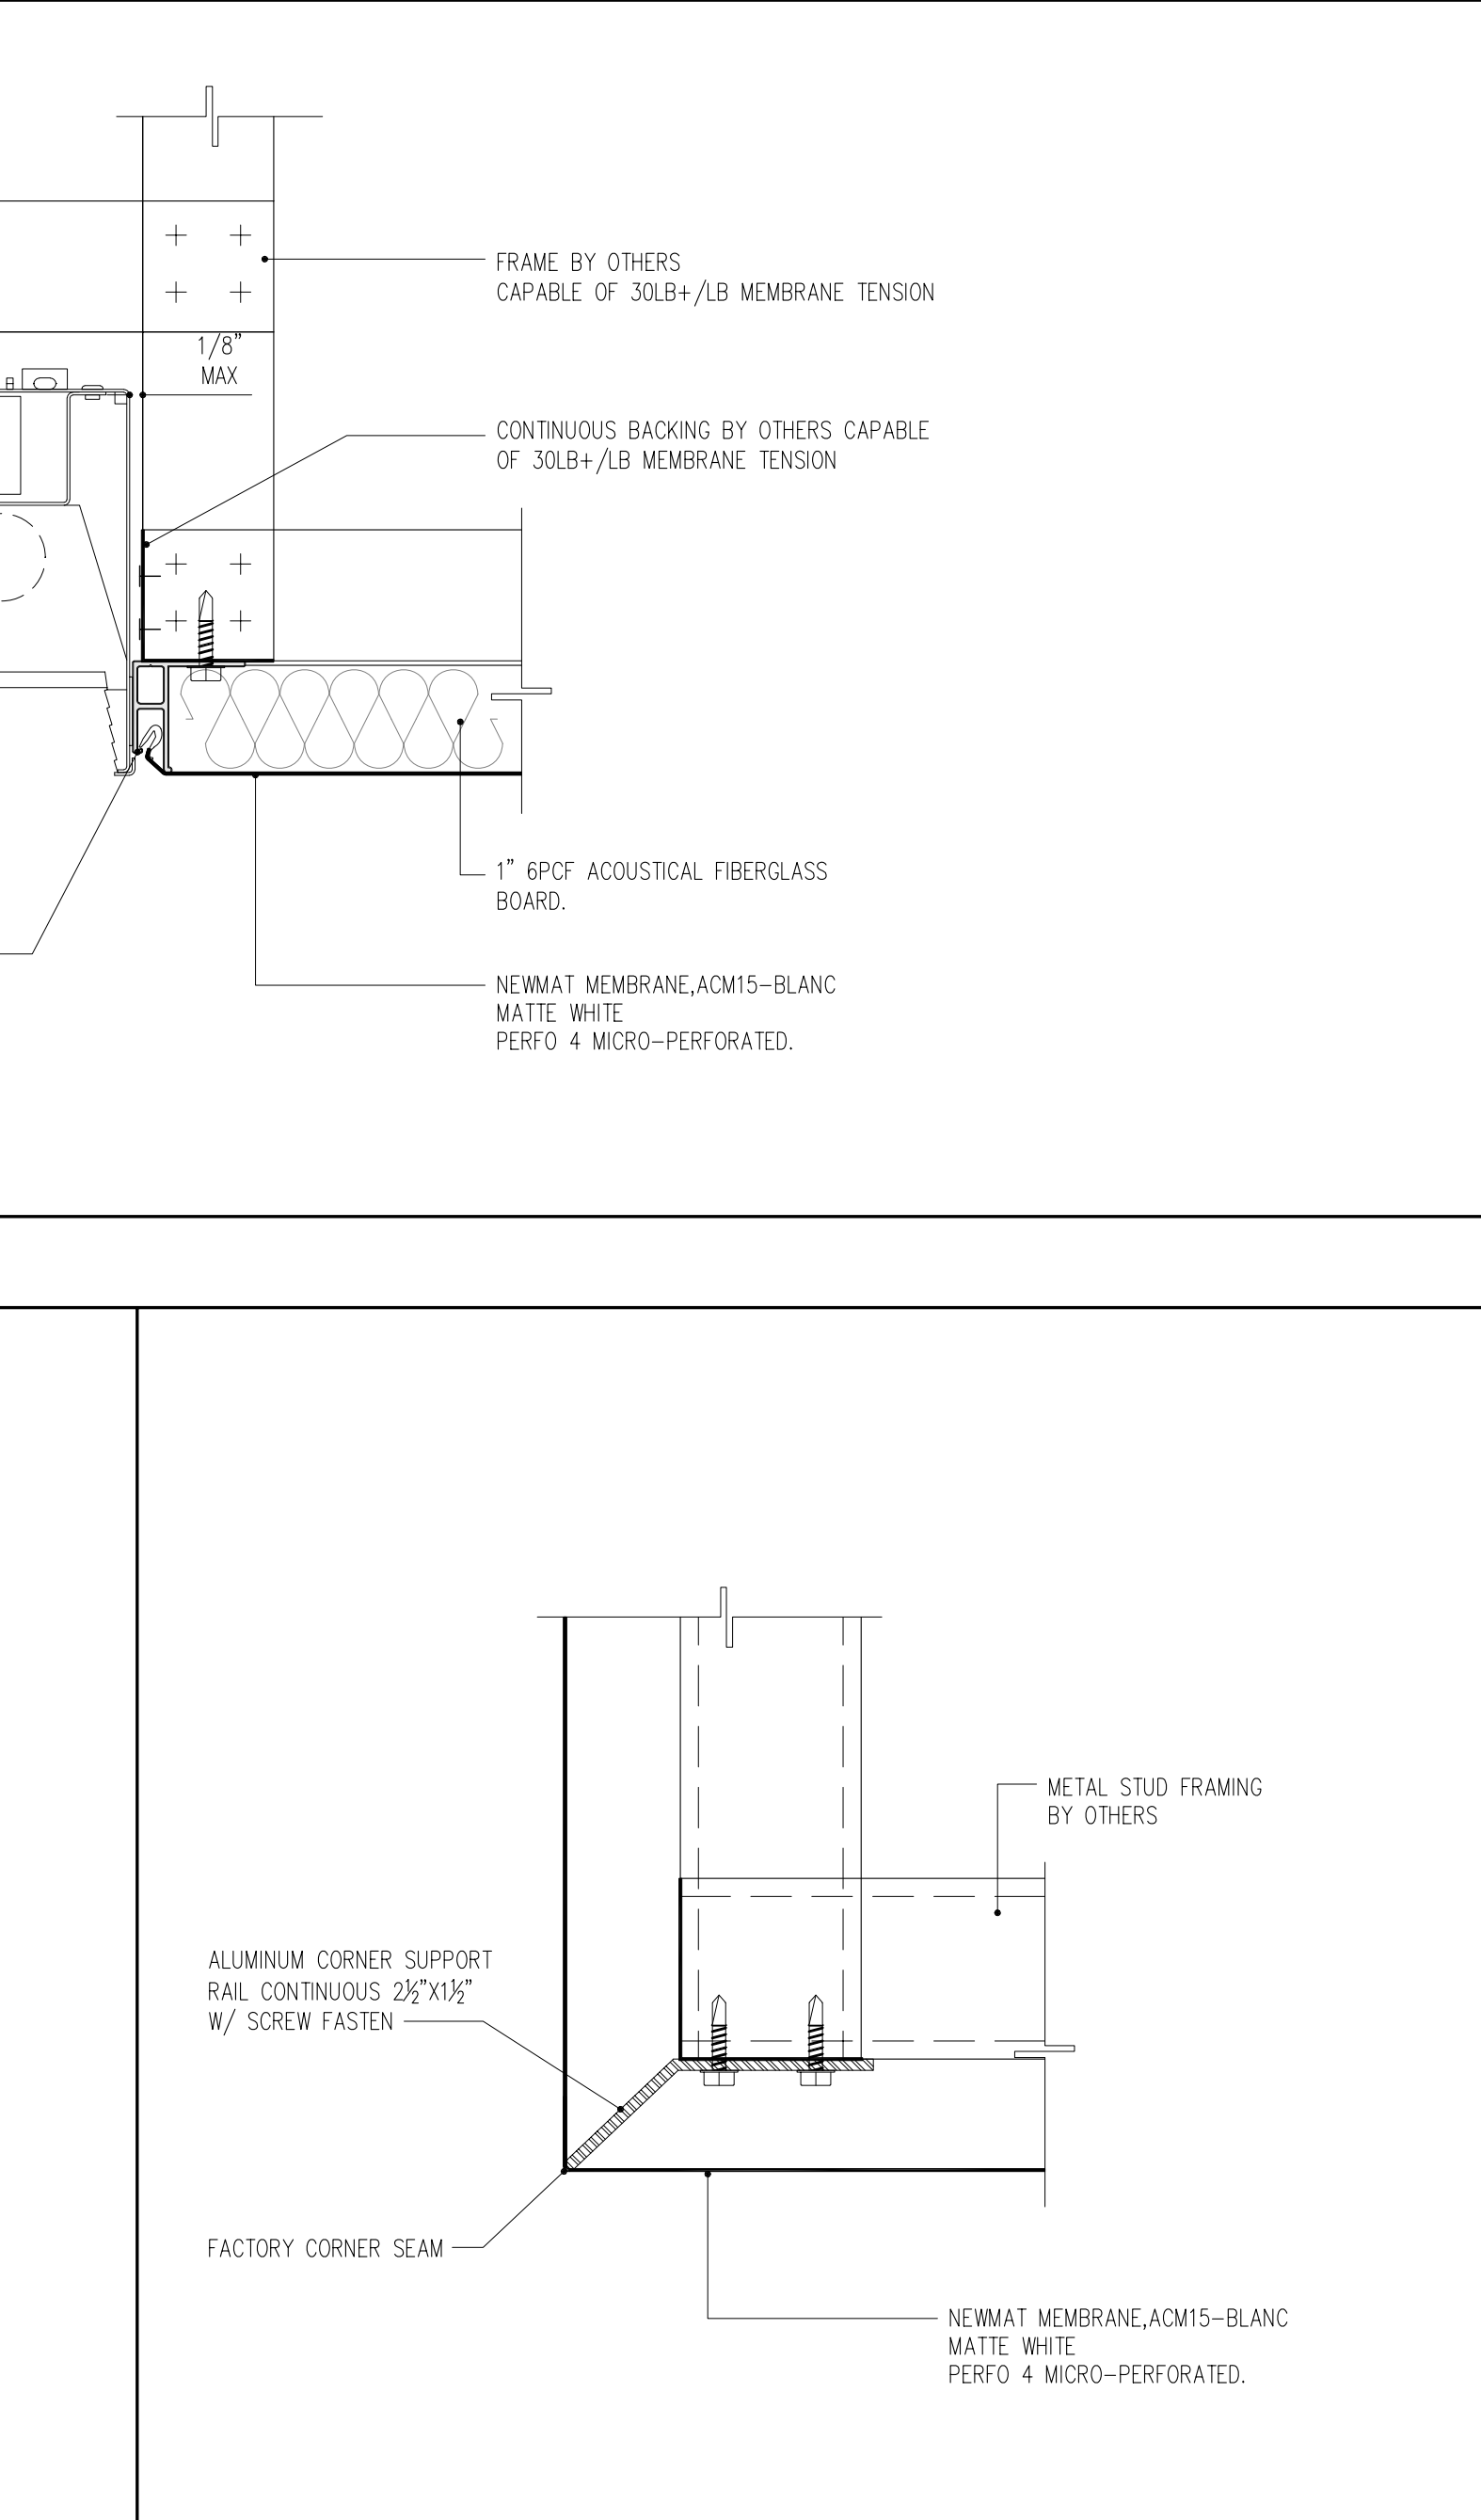 FRAME BY OTHERS
CAPABLE OF 30LB+/LB MEMBRANE TENSION
1/8"
MAX
CONTINUOUS BACKING BY OTHERS CAPABLE
OF 30LB+/LB MEMBRANE TENSION
1" 6PCF ACOUSTICAL FIBERGLASS
BOARD.
NEWMAT MEMBRANE,ACM15-BLANC
MATTE WHITE
PERFO 4 MICRO-PERFORATED.
METAL STUD FRAMING
BY OTHERS
ALUMINUM CORNER SUPPORT
RAIL CONTINUOUS 2½"X1½"
W/ SCREW FASTEN
FACTORY CORNER SEAM
NEWMAT MEMBRANE,ACM15-BLANC
MATTE WHITE
PERFO 4 MICRO-PERFORATED.